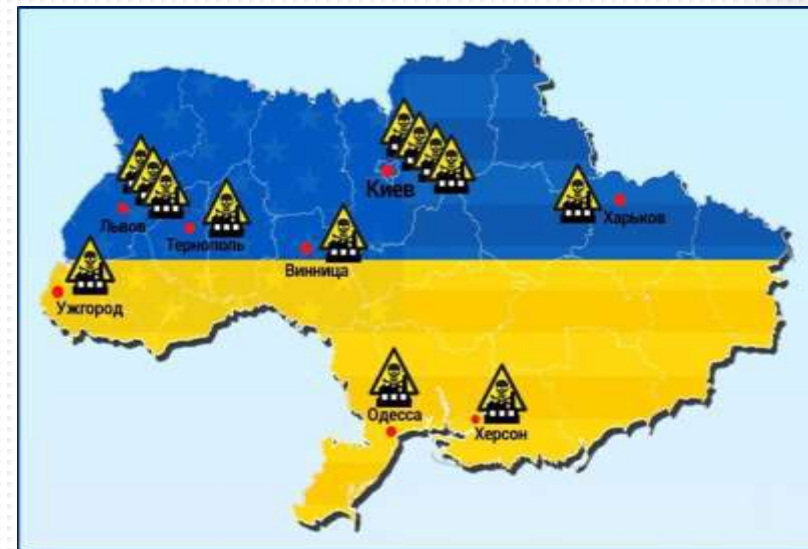 Киев
Львов
Харьков
Тернополь
Винница
Ужгород
Одесса
Херсон